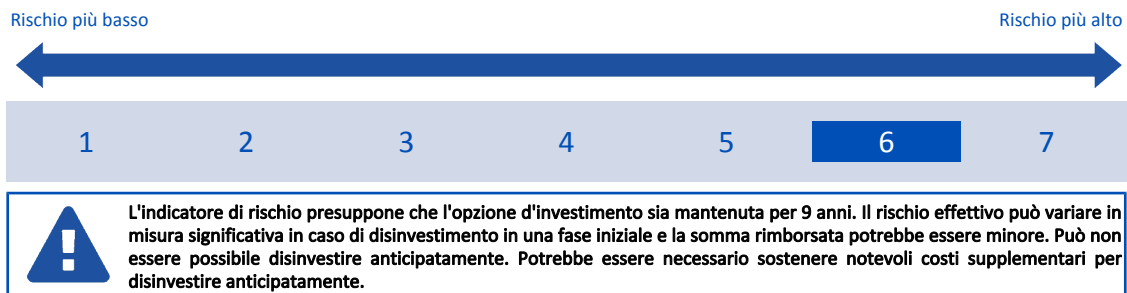 Rischio più basso Rischio più alto
1 2 3 4 5 6 7
L'indicatore di rischio presuppone che l'opzione d'investimento sia mantenuta per 9 anni. Il rischio effettivo può variare in
misura significativa in caso di disinvestimento in una fase iniziale e la somma rimborsata potrebbe essere minore. Può non
essere possibile disinvestire anticipatamente. Potrebbe essere necessario sostenere notevoli costi supplementari per
disinvestire anticipatamente.